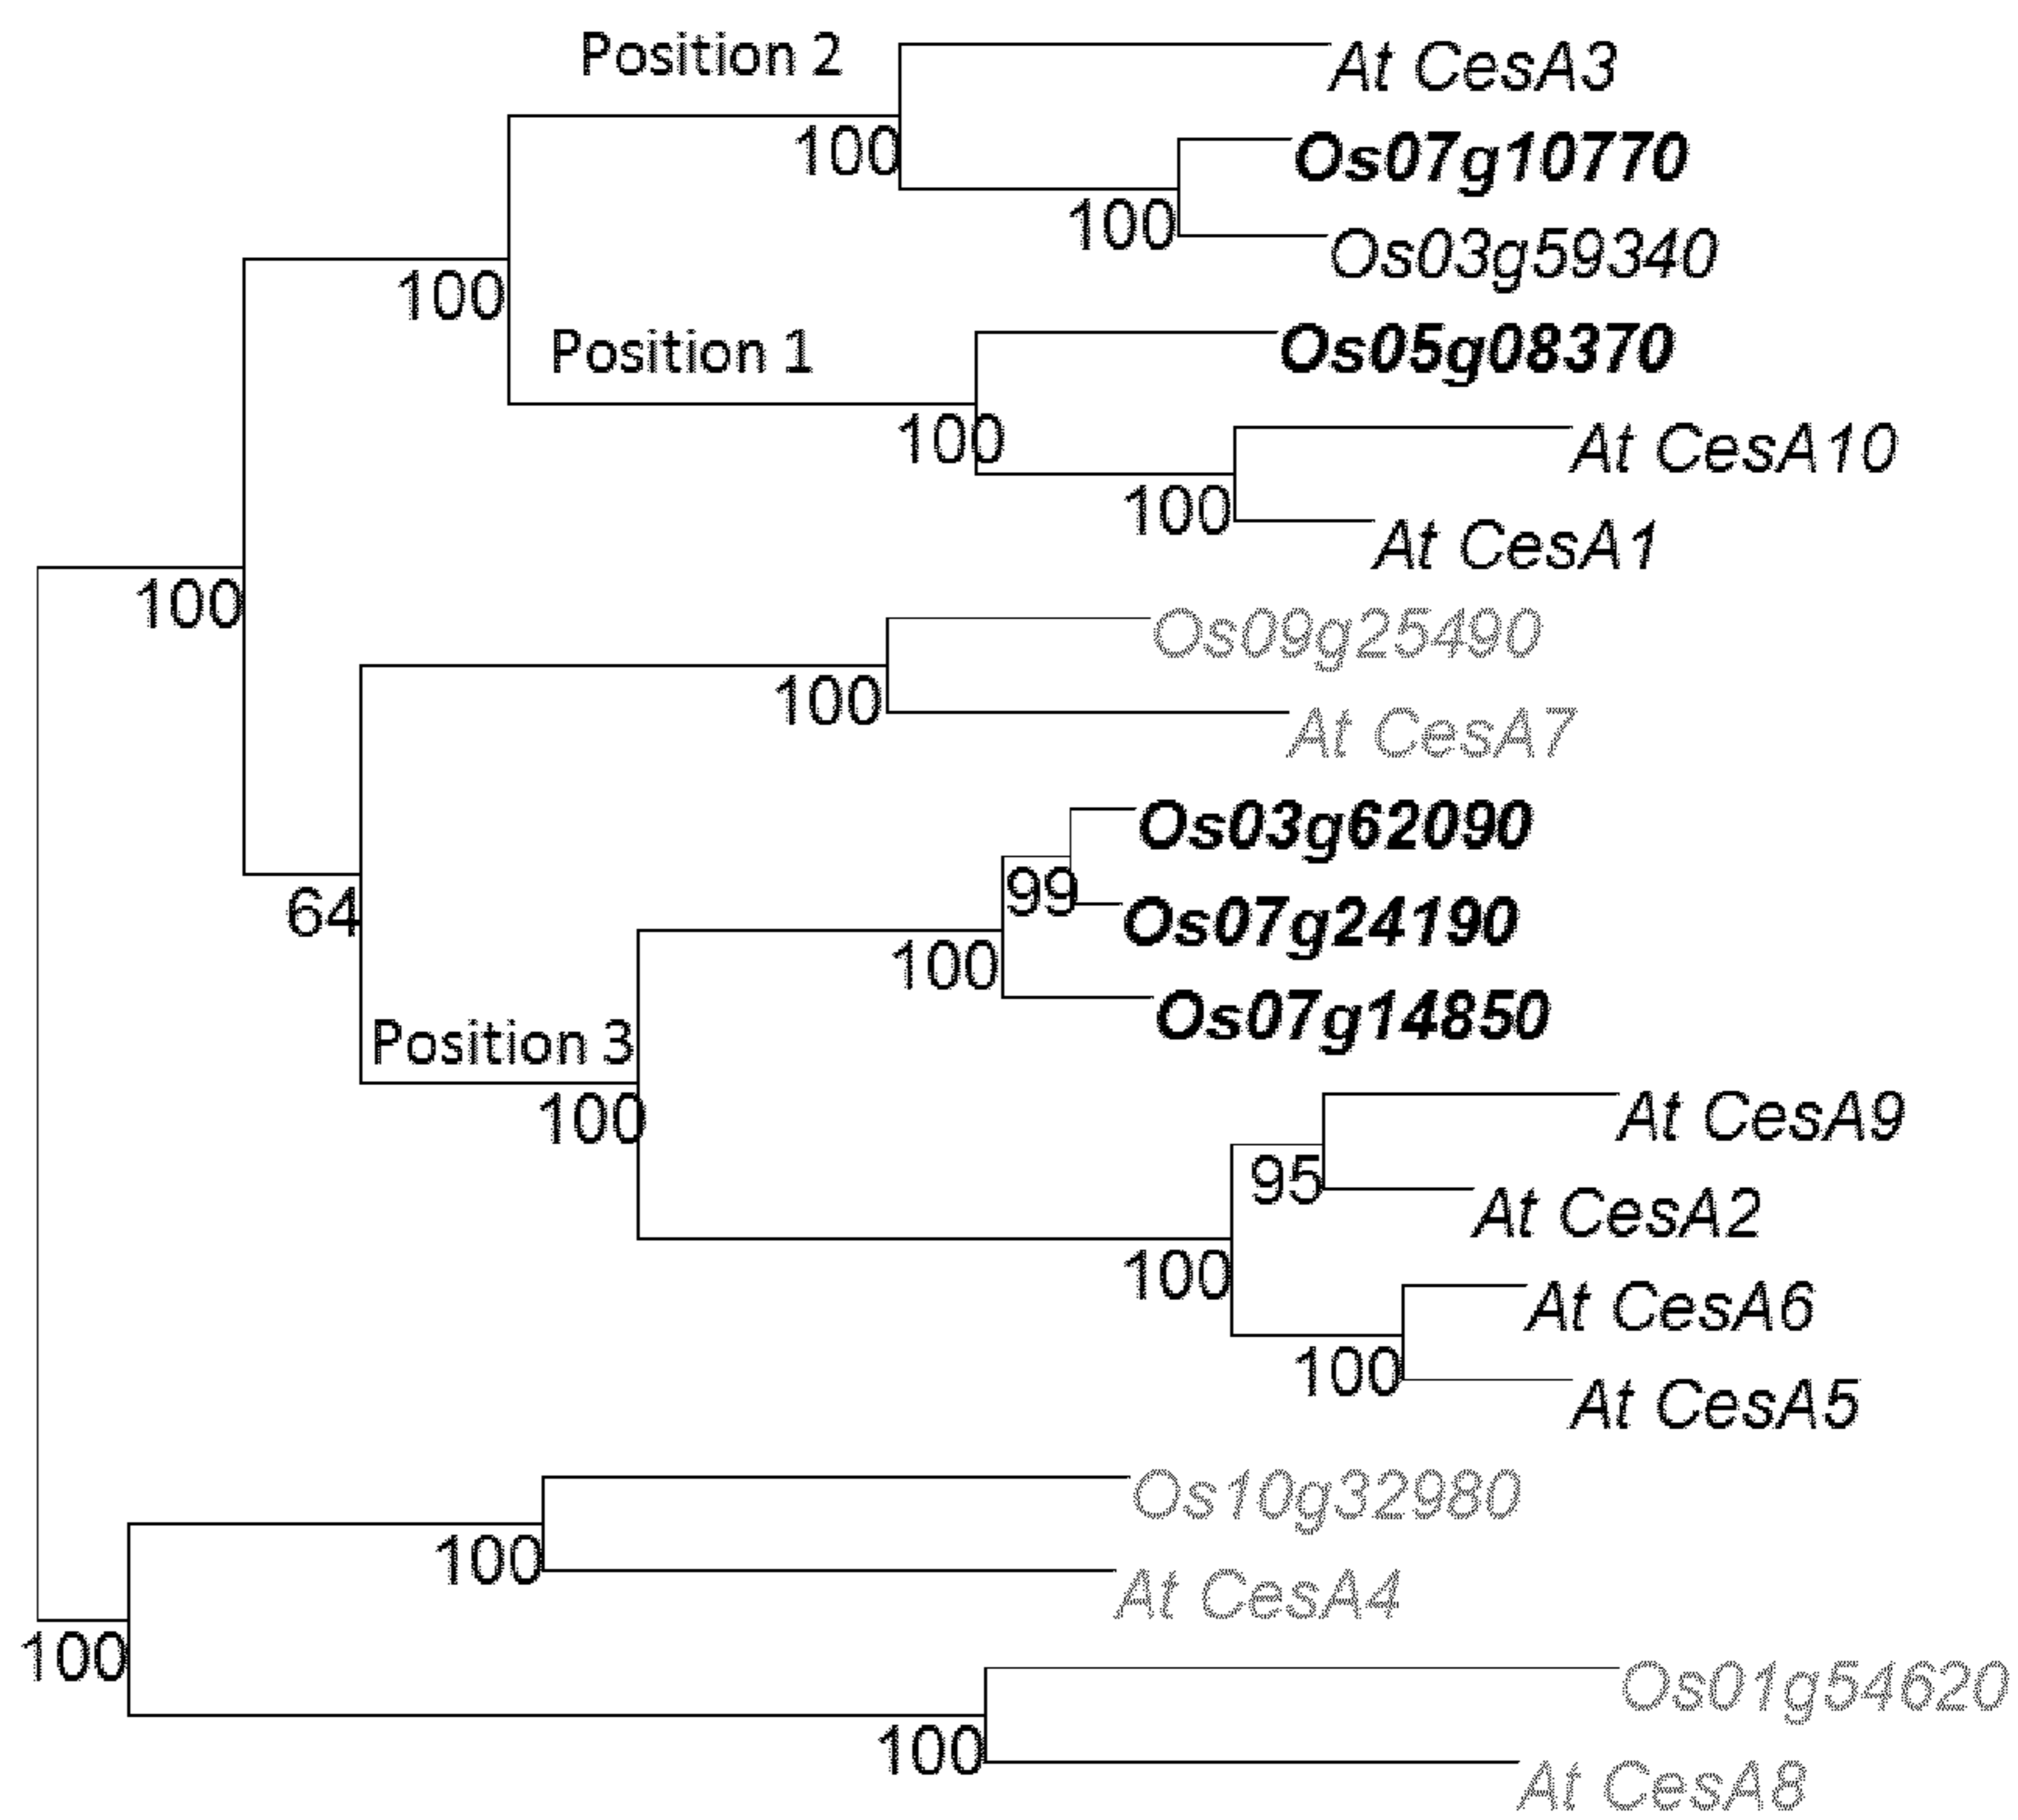 Position 2
At CesA3
100
Os07g10770
100
Os03g59340
100
Position 1
Os05g08370
100
At CesA10
100
At CesA1
100
Os09g25490
100
At CesA7
Os03g62090
99
64
Os07g24190
100
Os07g14850
Position 3
100
At CesA9
95
At CesA2
100
At CesA6
100
At CesA5
Os10g32980
100
At CesA4
100
Os01g54620
100
At CesA8